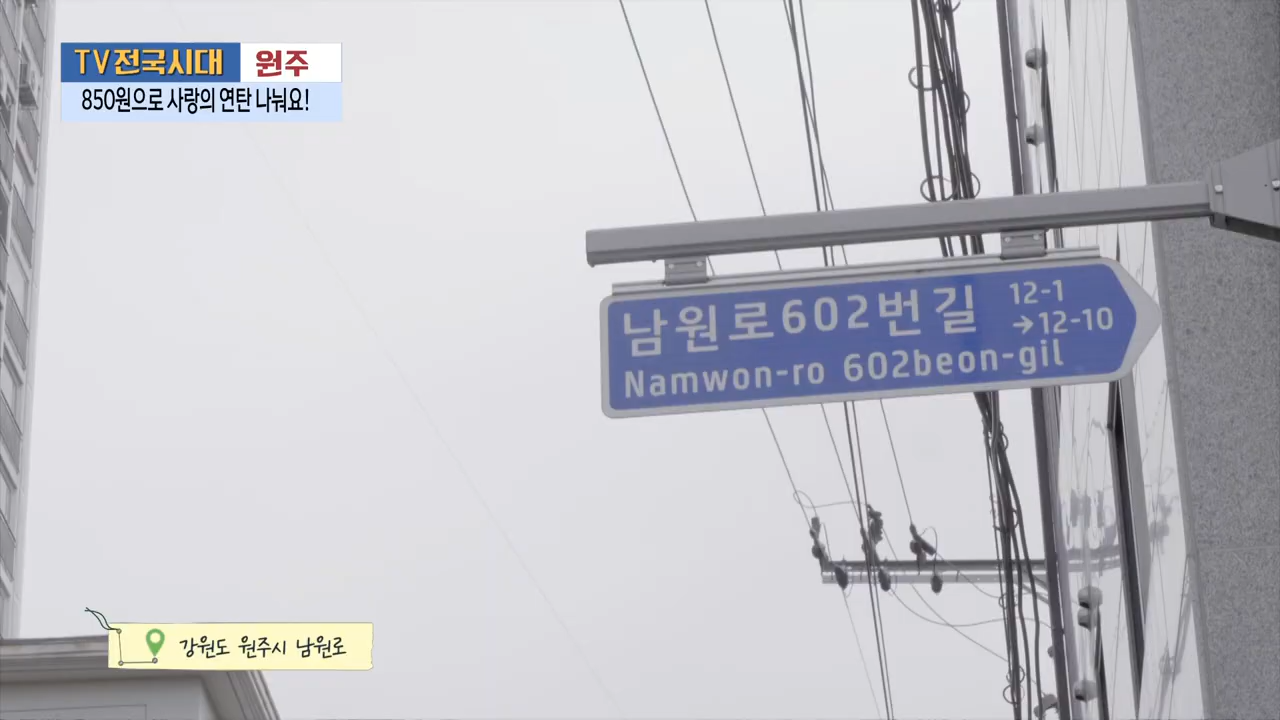 TV전국시대 원주
850원으로 사랑의 연탄 나눠요!
남원로602번길 12-1
→12-10
Namwon-ro 602beon-gil
강원도 원주시 남원로